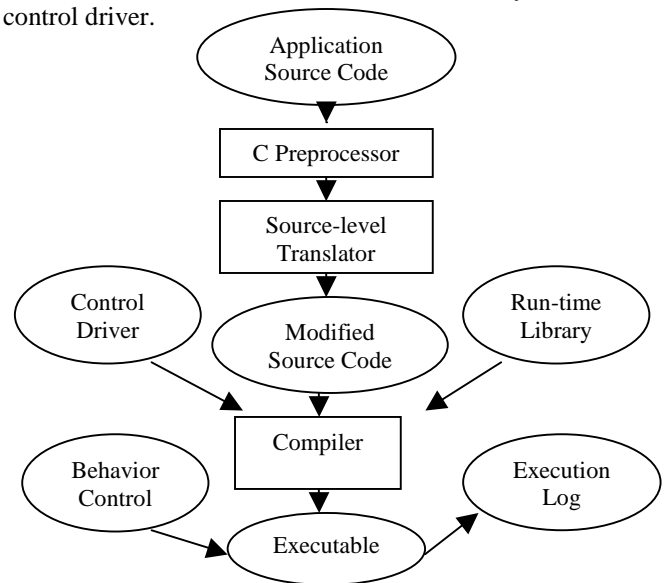 control driver.
Application
Source Code
C Preprocessor
Source-level
Translator
Control
Driver
Modified
Source Code
Run-time
Library
Compiler
Behavior
Control
Executable
Execution
Log